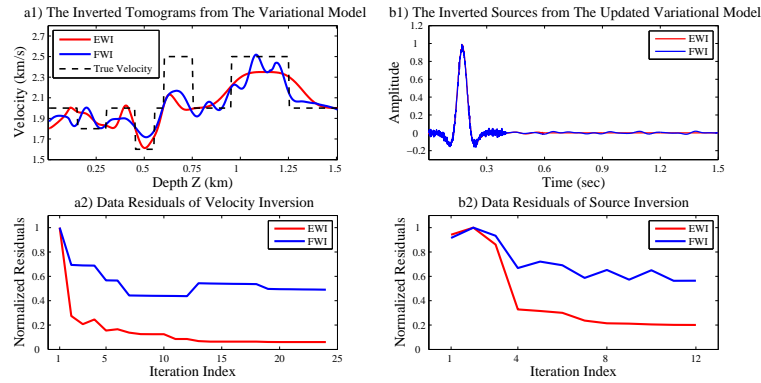 a1) The Inverted Tomograms from The Variational Model
b1) The Inverted Sources from The Updated Variational Model
2.7
2.5
2.3
2.1
1.9
1.7
1.5
Velocity (km/s)
EWI
FWI
True Velocity
0.25
0.5
0.75
1
1.25
1.5
Depth Z (km)
1.2
1
0.8
0.6
0.4
0.2
0
−0.2
Amplitude
EWI
FWI
0.3
0.6
0.9
1.2
1.5
Time (sec)
a2) Data Residuals of Velocity Inversion
b2) Data Residuals of Source Inversion
1
0.8
0.6
0.4
0.2
0
Normalized Residuals
EWI
FWI
1
5
10
15
20
24
Iteration Index
1
0.8
0.6
0.4
0.2
0
Normalized Residuals
EWI
FWI
1
4
8
12
Iteration Index